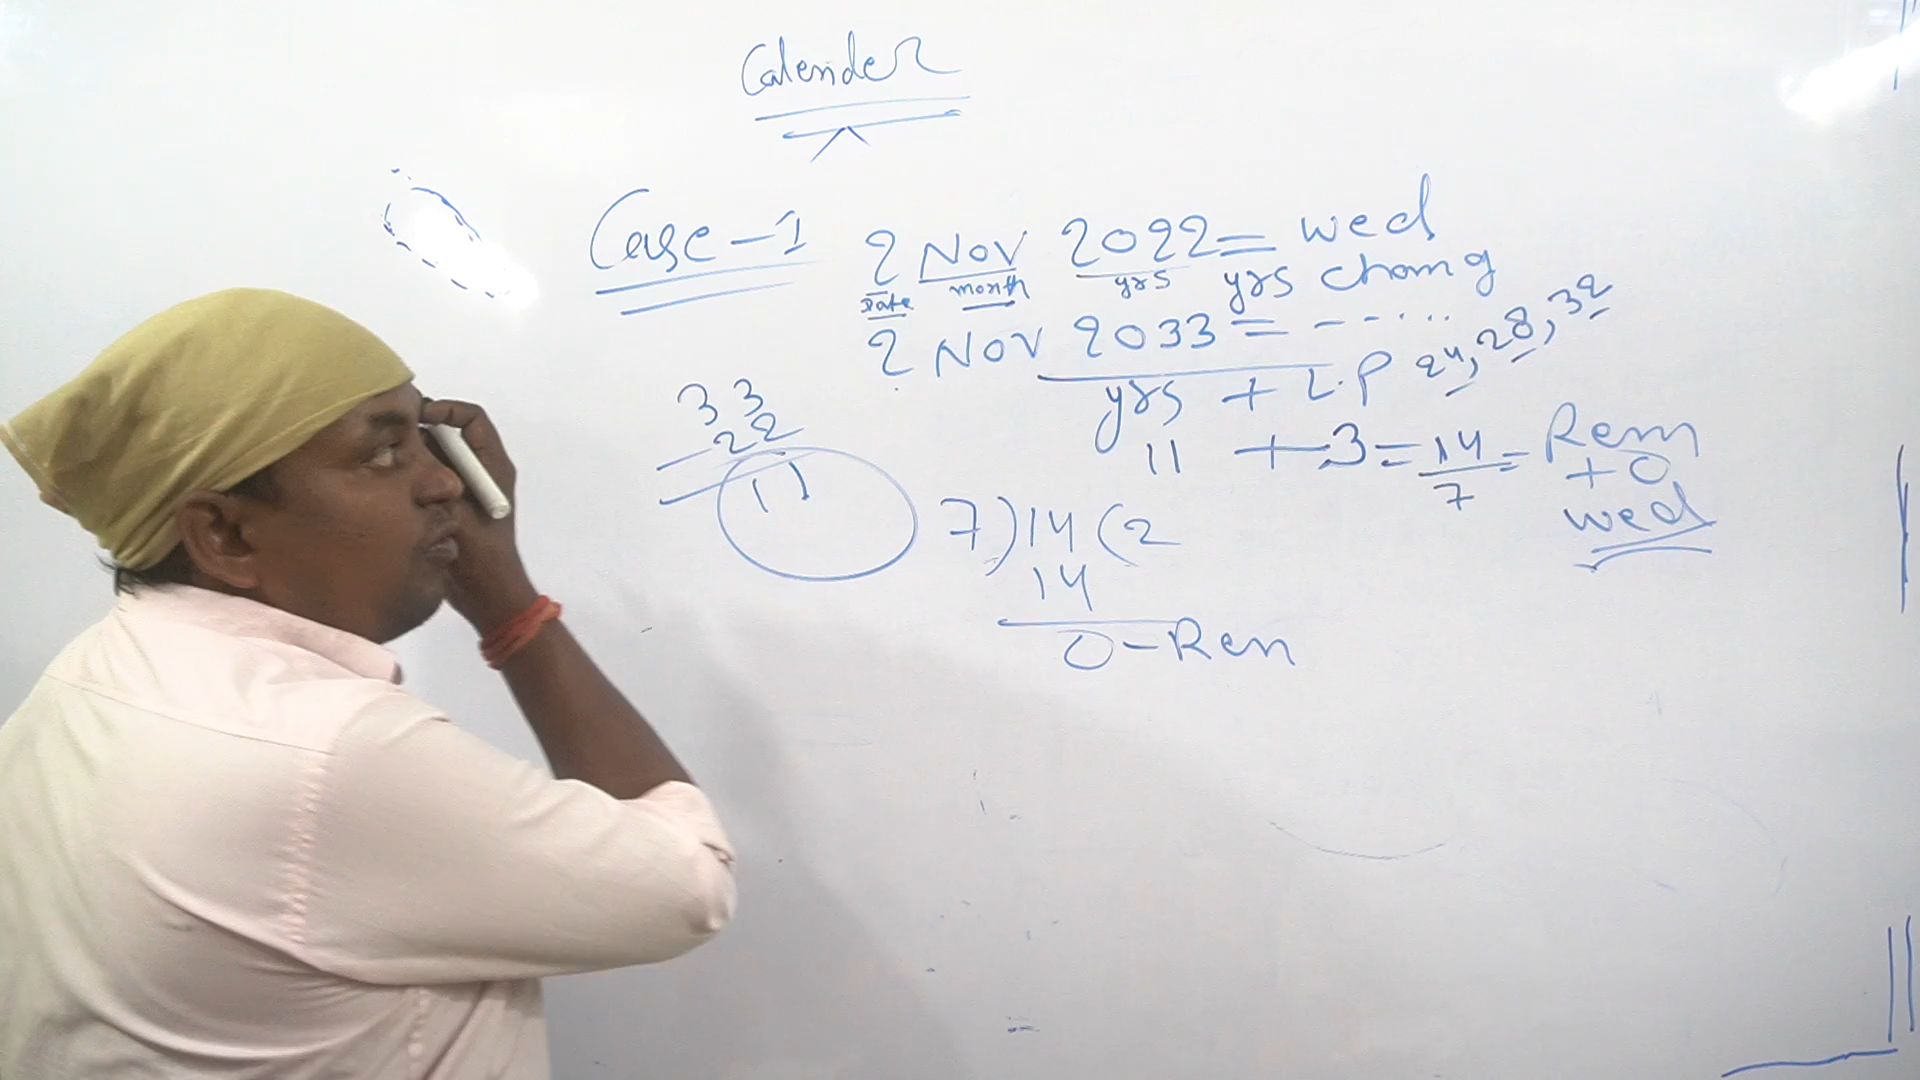 Calender
Case-1
2 Nov 2022 = wed
Date month yrs yrs chang
2 Nov 2033 = - - . . . .
yrs + L.P 24, 28, 32
33
- 22
11
11 + 3 = 14/7 = Rem
+0
wed
7)14(2
14
0-Rem